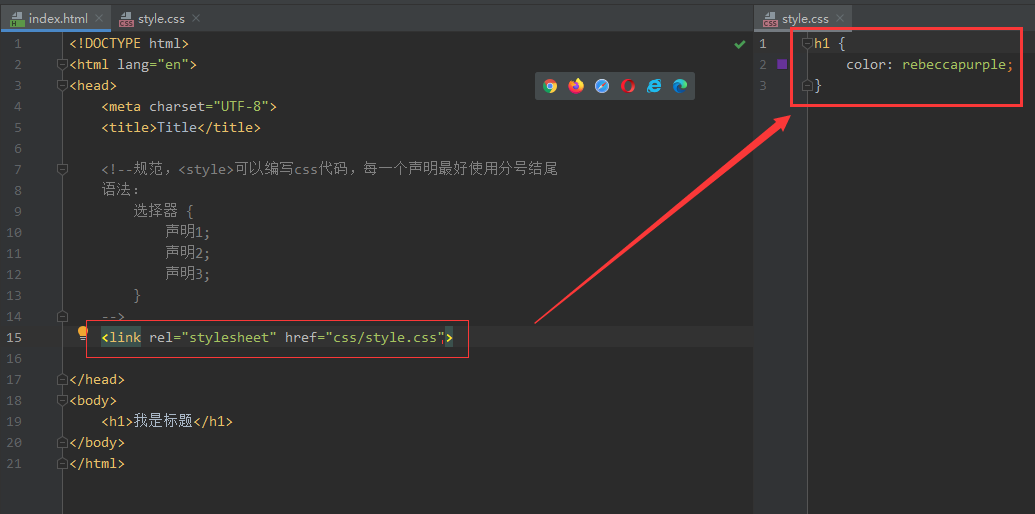 index.html
style.css
style.css
1 <!DOCTYPE html>
2 <html lang="en">
3 <head>
4 <meta charset="UTF-8">
5 <title>Title</title>
6
7 <!--规范，<style>可以编写css代码，每一个声明最好使用分号结尾
8 语法：
9 选择器 {
10 声明1;
11 声明2;
12 声明3;
13 }
14 -->
15 <link rel="stylesheet" href="css/style.css">
16
17 </head>
18 <body>
19 <h1>我是标题</h1>
20 </body>
21 </html>
1 h1 {
2 color: rebeccapurple;
3 }